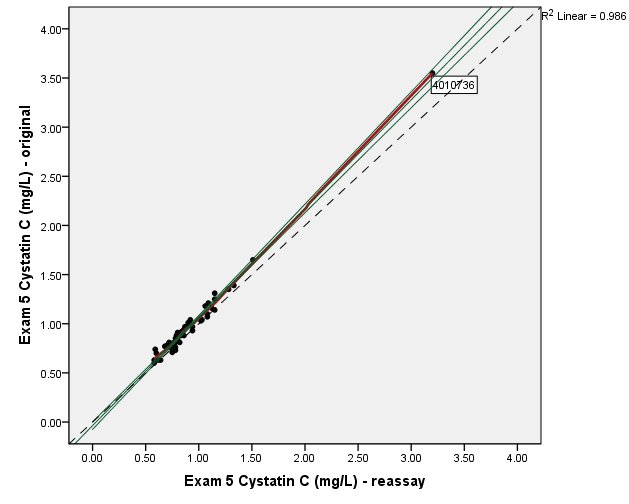 R2 Linear = 0.986
4.00
3.50
3.00
2.50
2.00
1.50
1.00
0.50
0.00
Exam 5 Cystatin C (mg/L) - original
4010736
0.00 0.50 1.00 1.50 2.00 2.50 3.00 3.50 4.00
Exam 5 Cystatin C (mg/L) - reassay